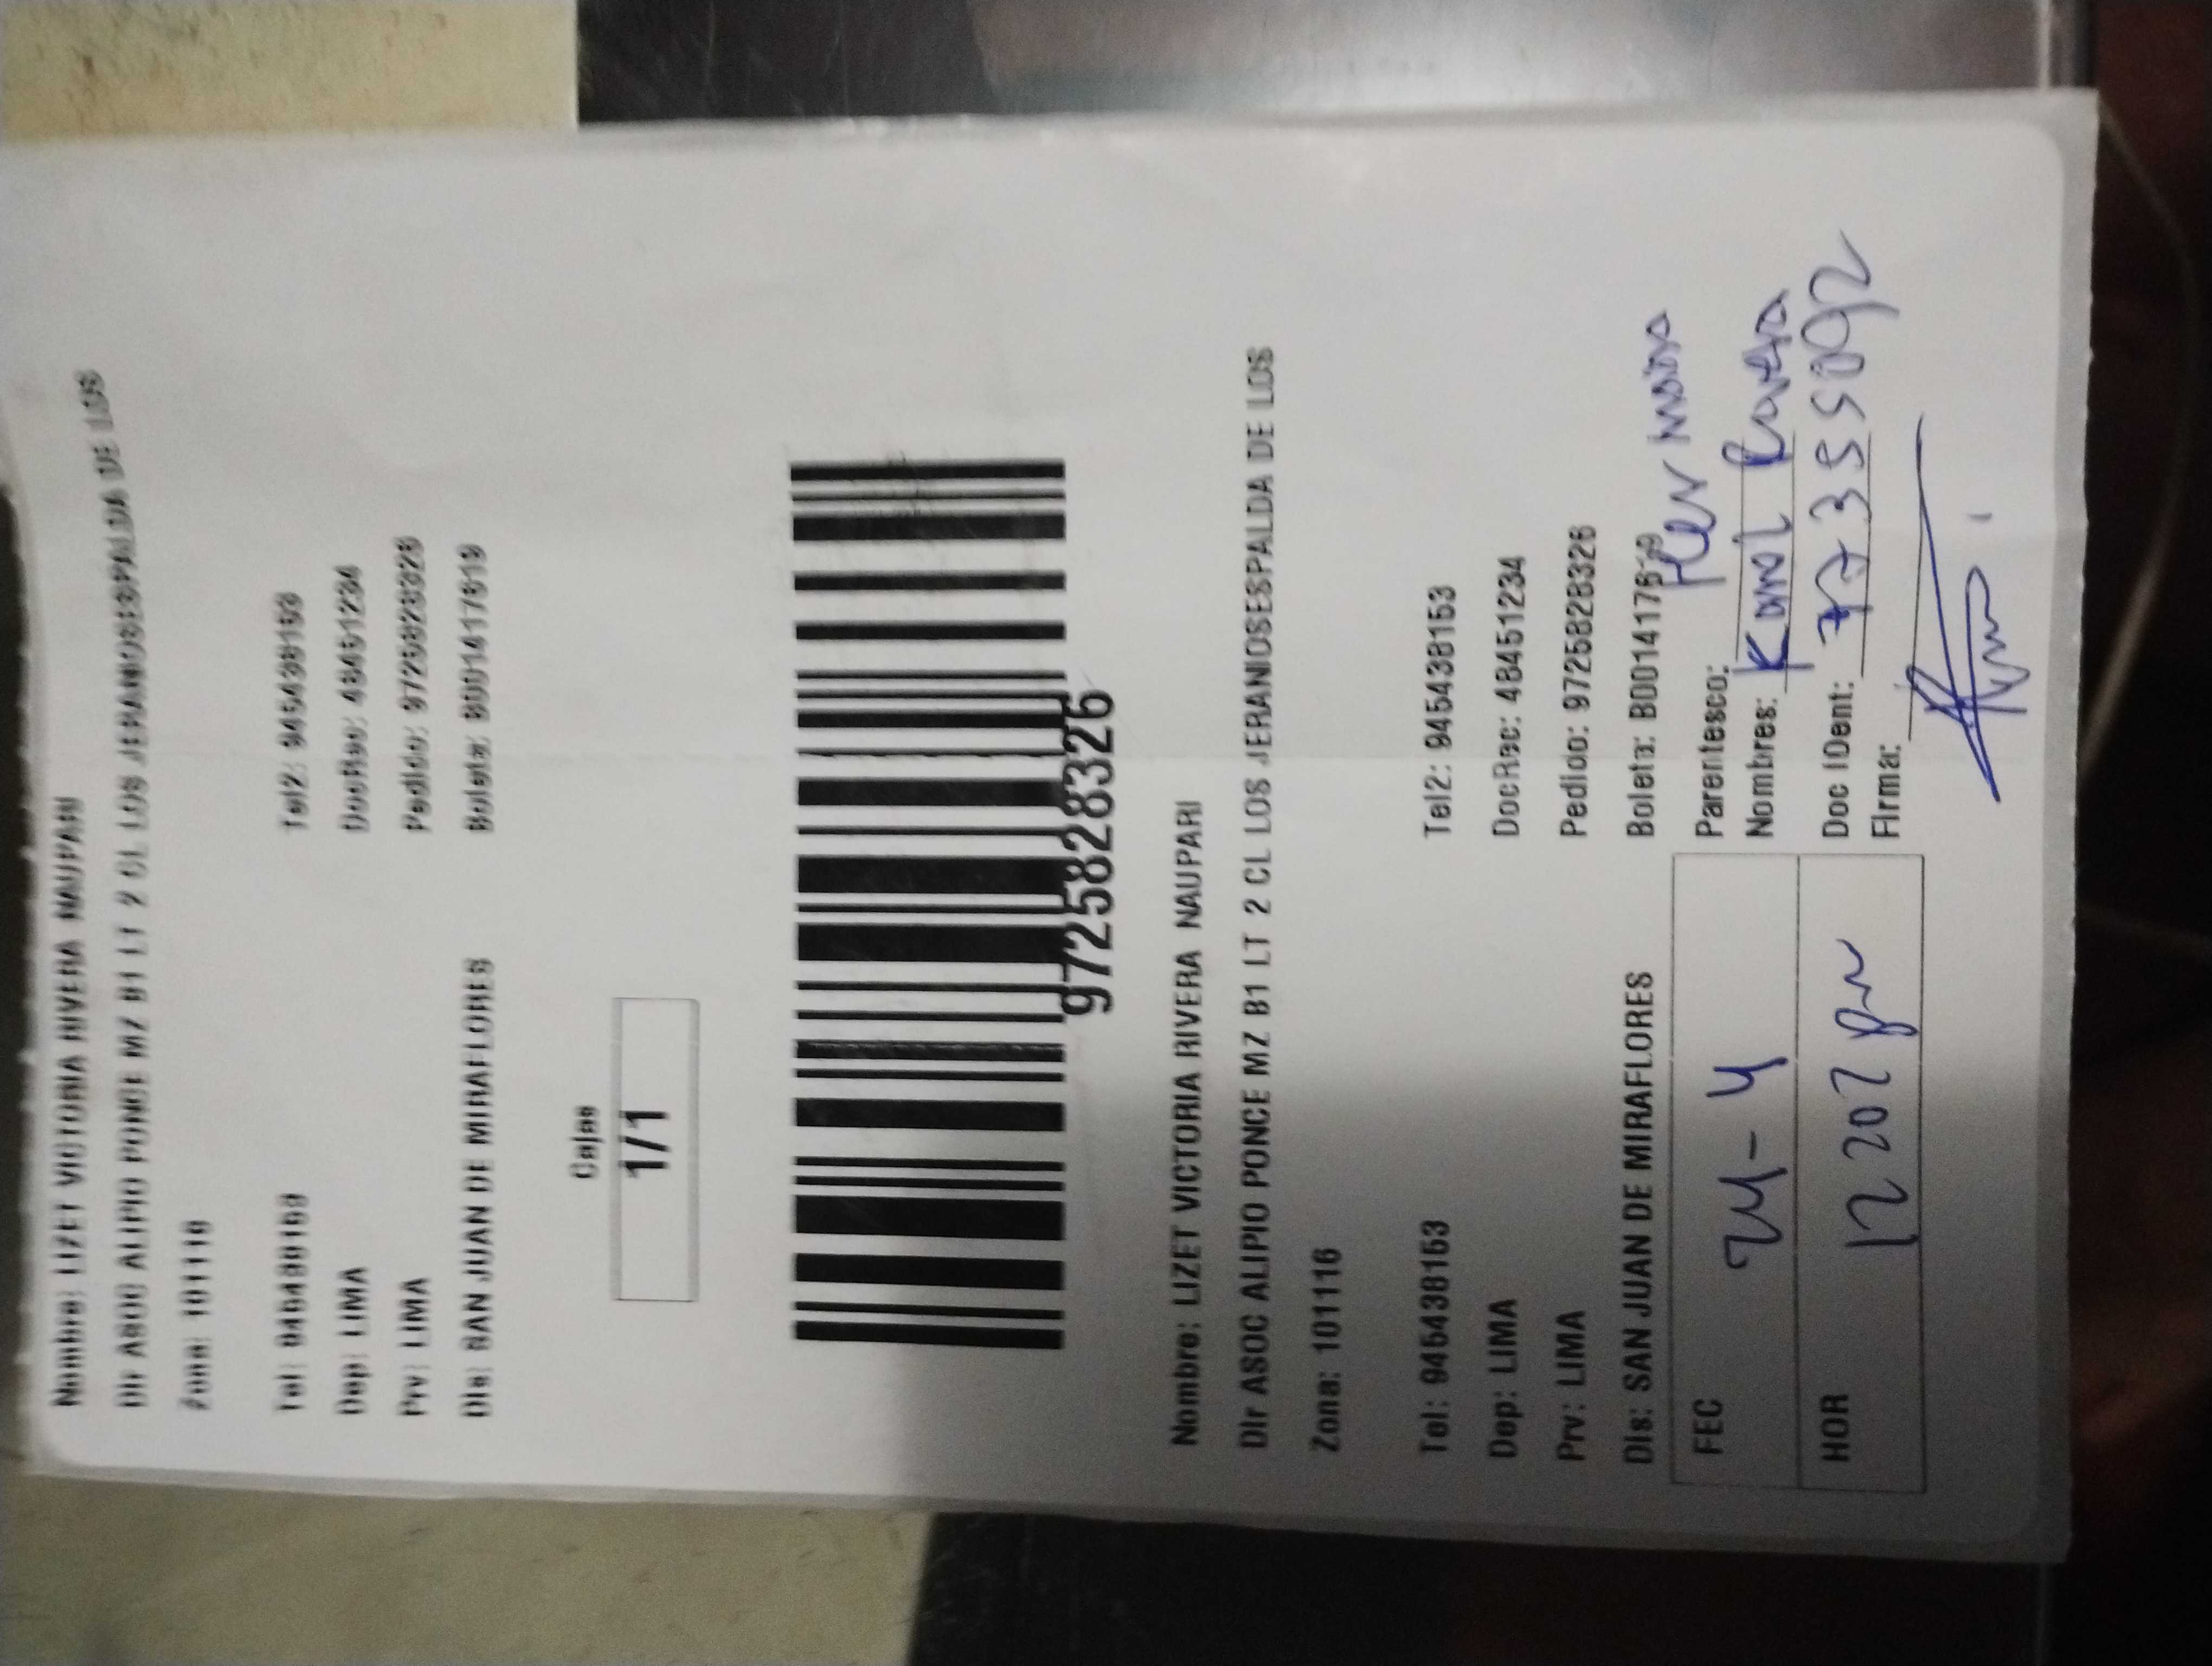 Nombre: LIZET VICTORIA RIVERA NAUPARI
Dir ASOC ALIPIO PONCE MZ B1 LT 2 CL LOS JERANIOSESPALDA DE LOS
Zona: 101116
Tel: 945438153 Tel2: 945438153
Dep: LIMA DocRec: 48451234
Prv: LIMA Pedido: 9725828326
Dis: SAN JUAN DE MIRAFLORES Boleta:
Cajas
1/1
9725828326
Nombre: LIZET VICTORIA RIVERA NAUPARI
Dir ASOC ALIPIO PONCE MZ B1 LT 2 CL LOS JERANIOSESPALDA DE LOS
Zona: 101116
Tel: 945438153 Tel2: 945438153
Dep: LIMA DocRec: 48451234
Prv: LIMA Pedido: 9725828326
Dis: SAN JUAN DE MIRAFLORES Boleta:
FEC 24-4 Parentesco:
Nombres:
HOR Doc IDent:
Firma: